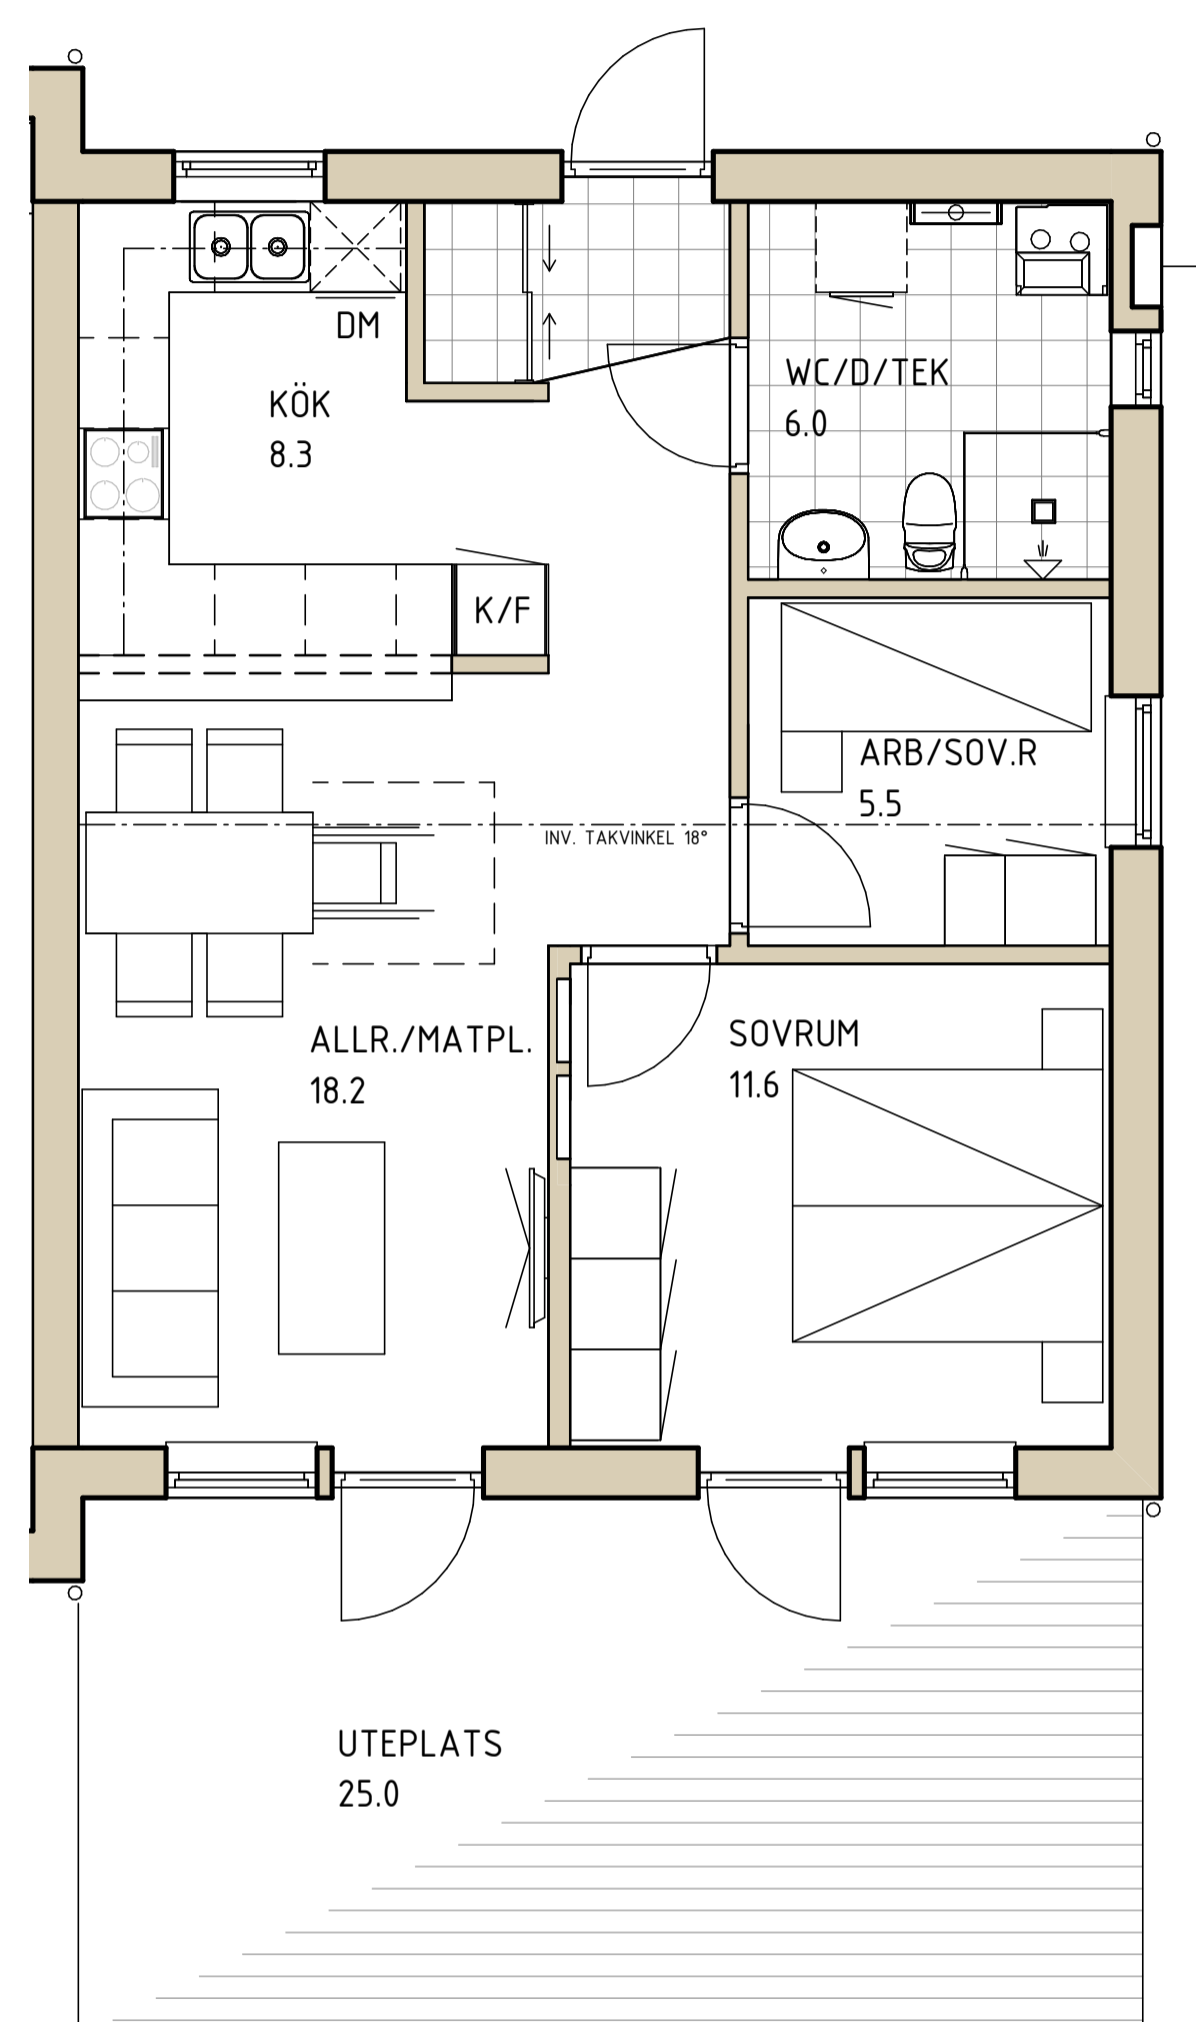 DM
KÖK
8.3
WC/D/TEK
6.0
K/F
ARB/SOV.R
5.5
INV. TAKVINKEL 18°
ALLR./MATPL.
18.2
SOVRUM
11.6
UTEPLATS
25.0